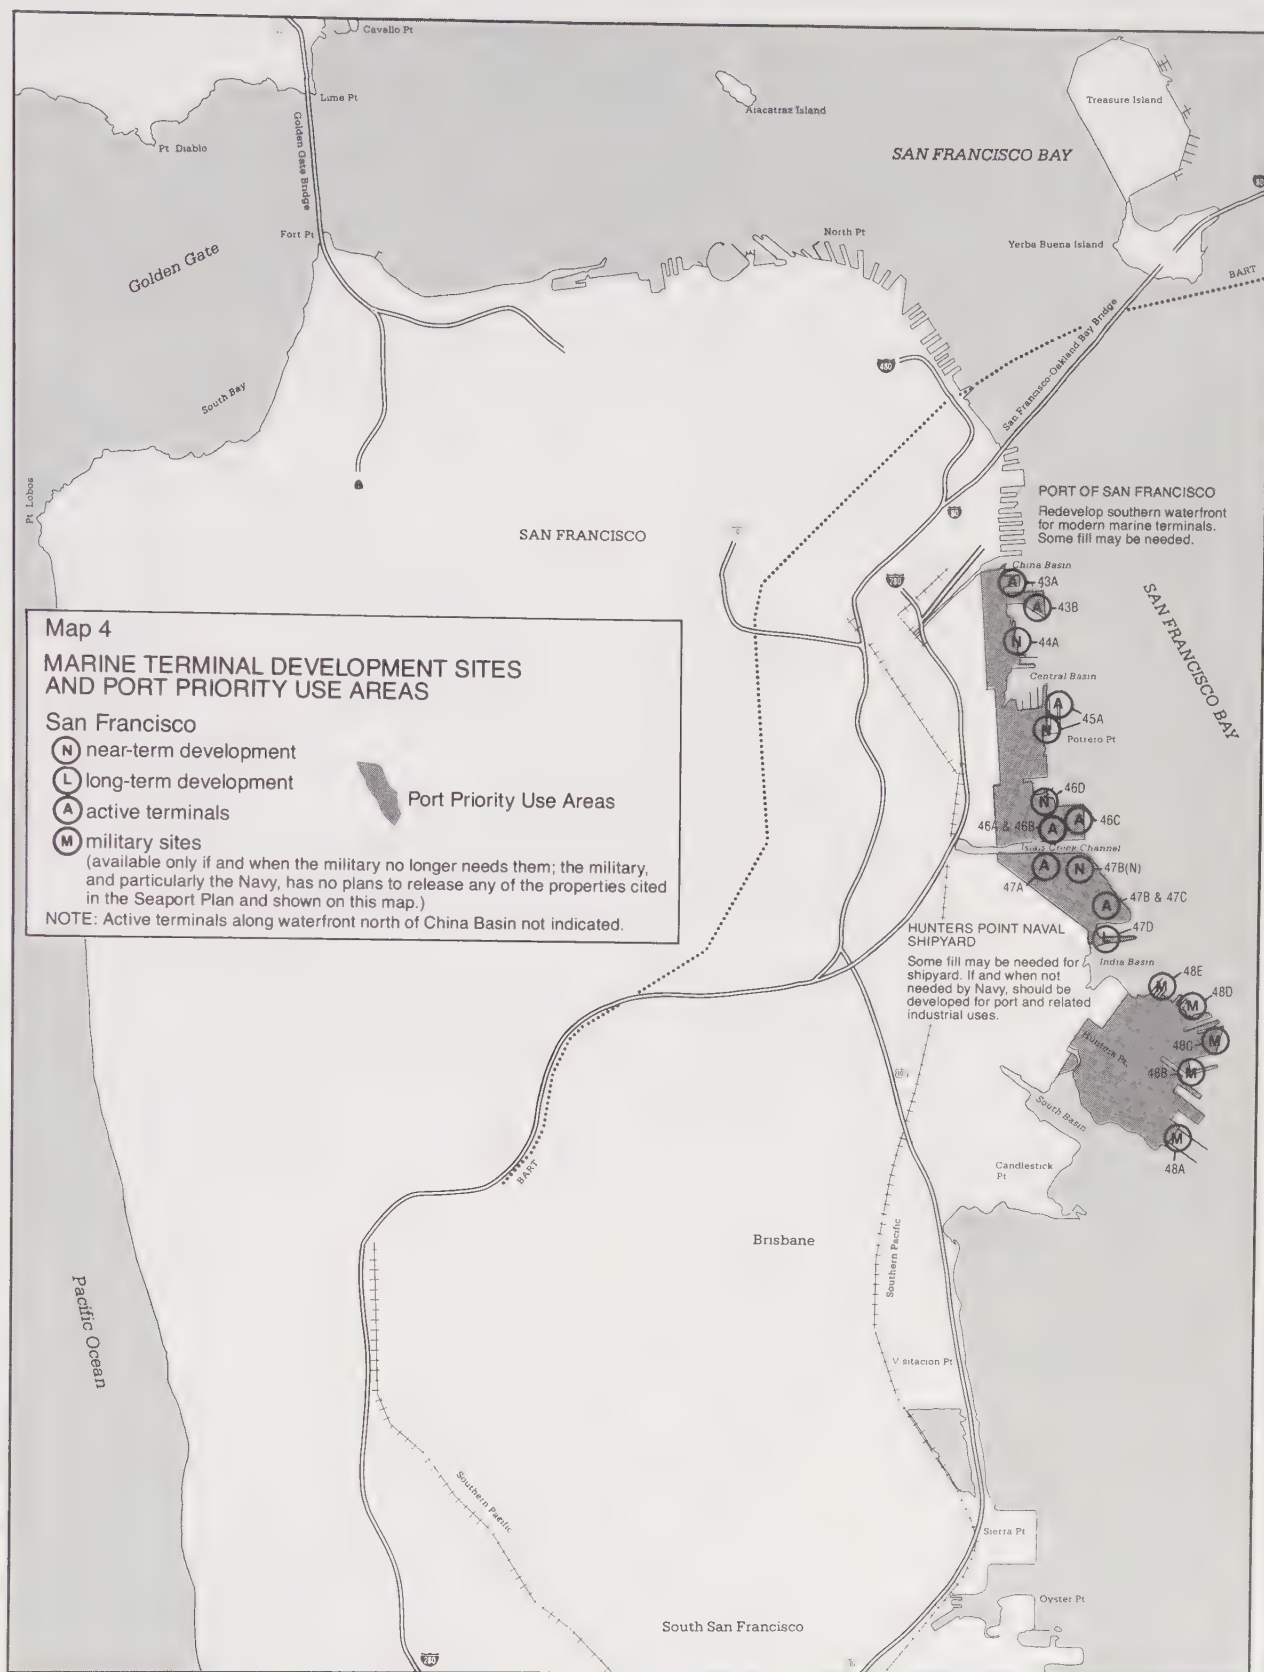 Cavallo Pt
Lime Pt
Aracatraz Island
Treasure Island
Pt Diablo
Golden Gate Bridge
SAN FRANCISCO BAY
Fort Pt
North Pt
Yerba Buena Island
Golden Gate
BART
San Francisco-Oakland Bay Bridge
480
South Bay
Pt Lobos
PORT OF SAN FRANCISCO
Redevelop southern waterfront
for modern marine terminals.
Some fill may be needed.
80
SAN FRANCISCO
280
China Basin
A 43A
A 43B
N 44A
SAN FRANCISCO BAY
Central Basin
A
45A
N
Potrero Pt
Map 4
MARINE TERMINAL DEVELOPMENT SITES
AND PORT PRIORITY USE AREAS
San Francisco
N near-term development
L long-term development
A active terminals
M military sites
(available only if and when the military no longer needs them; the military,
and particularly the Navy, has no plans to release any of the properties cited
in the Seaport Plan and shown on this map.)
NOTE: Active terminals along waterfront north of China Basin not indicated.
Port Priority Use Areas
N 46D
46A & 46B A
A 46C
Islais Creek Channel
A 47A
N 47B(N)
A 47B & 47C
L 47D
HUNTERS POINT NAVAL
SHIPYARD
Some fill may be needed for
shipyard. If and when not
needed by Navy, should be
developed for port and related
industrial uses.
India Basin
M 48E
M 48D
48C M
48B M
Hunters Pt.
M 48A
South Basin
Candlestick
Pt
BART
Brisbane
Southern Pacific
Pacific Ocean
V sitacion Pt
Southern Pacific
Sierra Pt
Oyster Pt
South San Francisco
280